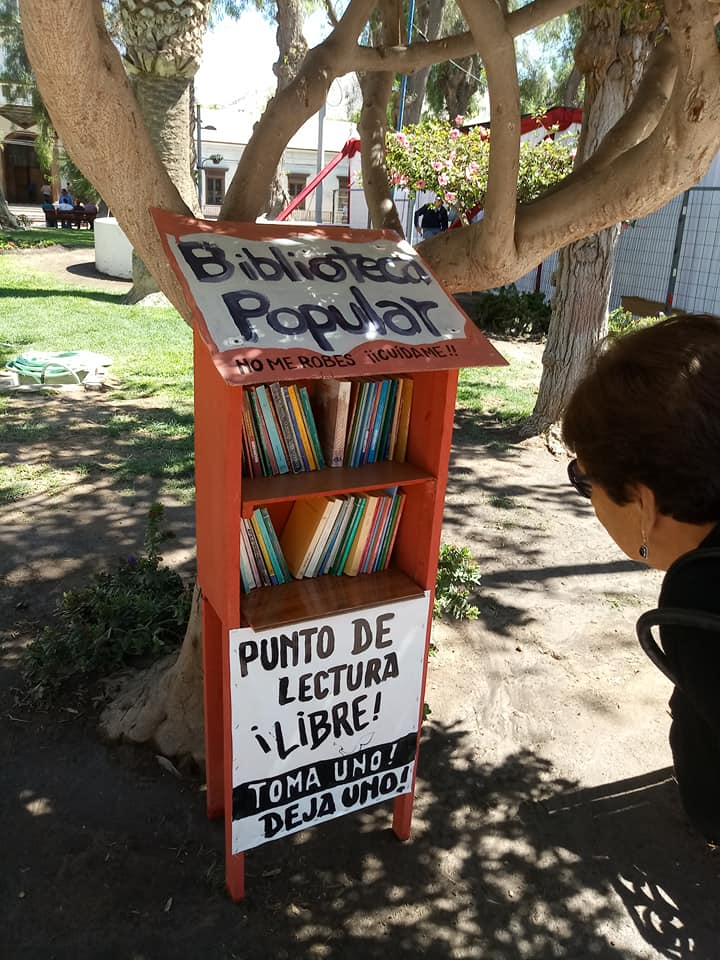 Biblioteca
Popular
NO ME ROBES ¡¡CUÍDAME!!
PUNTO DE
LECTURA
¡LIBRE!
TOMA UNO!
DEJA UNO!